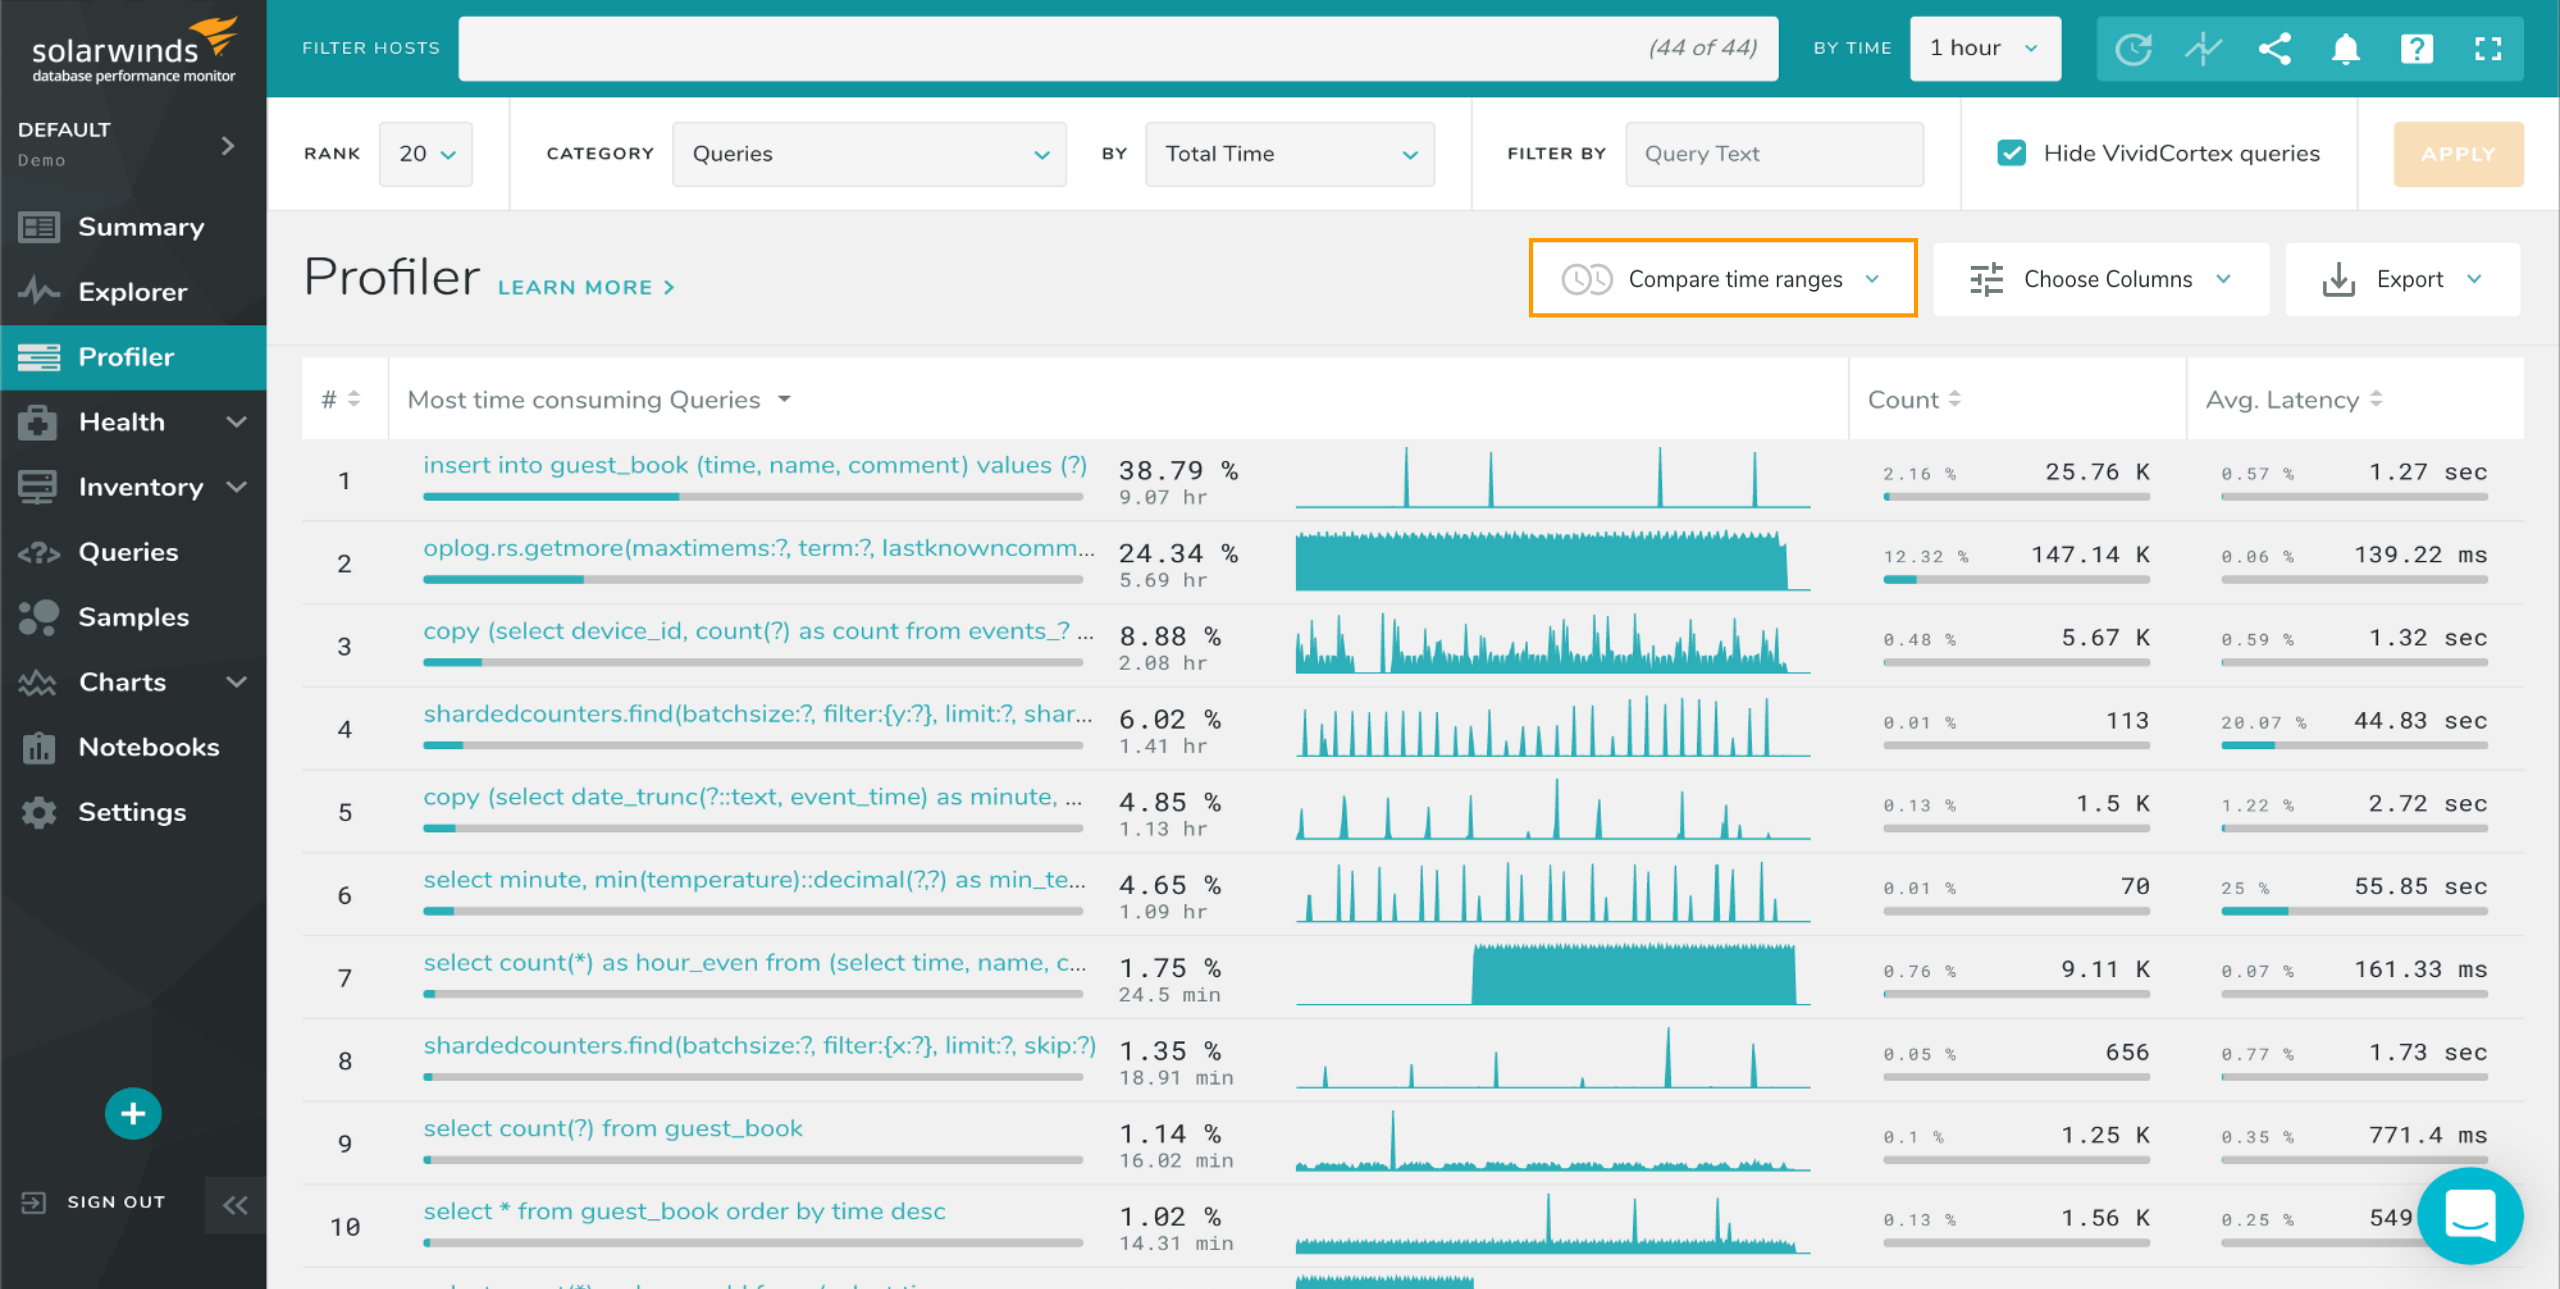 solarwinds
database performance monitor
DEFAULT
Demo
Summary
Explorer
Profiler
Health
Inventory
Queries
Samples
Charts
Notebooks
Settings
SIGN OUT
FILTER HOSTS (44 of 44) BY TIME 1 hour
RANK 20 CATEGORY Queries BY Total Time FILTER BY Query Text Hide VividCortex queries APPLY
Profiler LEARN MORE > Compare time ranges Choose Columns Export
# Most time consuming Queries Count Avg. Latency
1 insert into guest_book (time, name, comment) values (?) 38.79 % 2.16 % 25.76 K 0.57 % 1.27 sec
9.07 hr
2 oplog.rs.getmore(maxtimems:?, term:?, lastknowncomm... 24.34 % 12.32 % 147.14 K 0.06 % 139.22 ms
5.69 hr
3 copy (select device_id, count(?) as count from events_? ... 8.88 % 0.48 % 5.67 K 0.59 % 1.32 sec
2.08 hr
4 shardedcounters.find(batchsize:?, filter:{y:?}, limit:?, shar... 6.02 % 0.01 % 113 20.07 % 44.83 sec
1.41 hr
5 copy (select date_trunc(?::text, event_time) as minute, ... 4.85 % 0.13 % 1.5 K 1.22 % 2.72 sec
1.13 hr
6 select minute, min(temperature)::decimal(?,?) as min_te... 4.65 % 0.01 % 70 25 % 55.85 sec
1.09 hr
7 select count(*) as hour_even from (select time, name, c... 1.75 % 0.76 % 9.11 K 0.07 % 161.33 ms
24.5 min
8 shardedcounters.find(batchsize:?, filter:{x:?}, limit:?, skip:?) 1.35 % 0.05 % 656 0.77 % 1.73 sec
18.91 min
9 select count(?) from guest_book 1.14 % 0.1 % 1.25 K 0.35 % 771.4 ms
16.02 min
10 select * from guest_book order by time desc 1.02 % 0.13 % 1.56 K 0.25 % 549
14.31 min